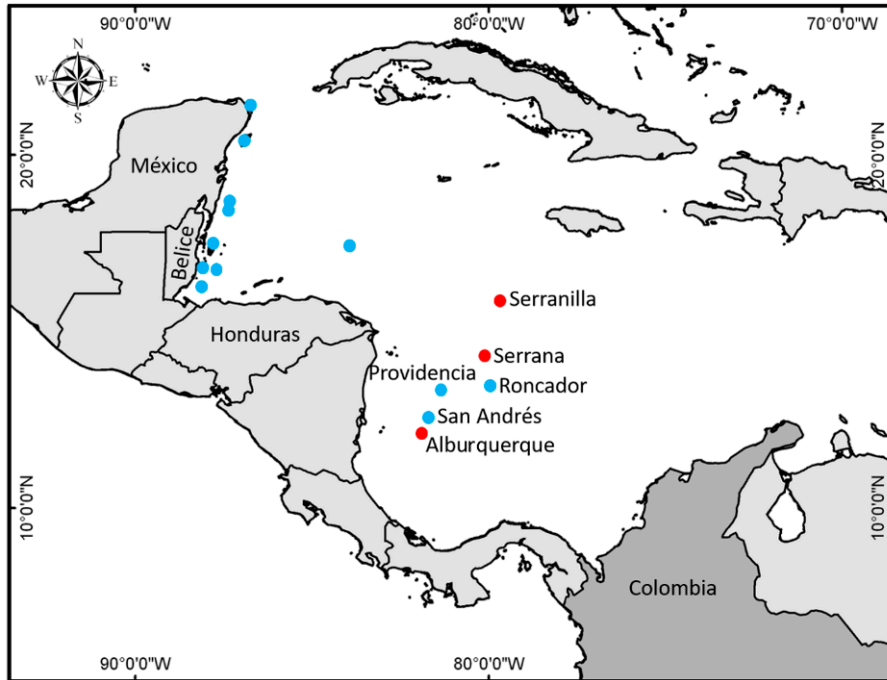 90°0'0"W 80°0'0"W 70°0'0"W
N
W E
S
20°0'0"N
20°0'0"N
México
Belice
Serranilla
Honduras
Serrana
Providencia
Roncador
San Andrés
Alburquerque
10°0'0"N
10°0'0"N
Colombia
90°0'0"W 80°0'0"W